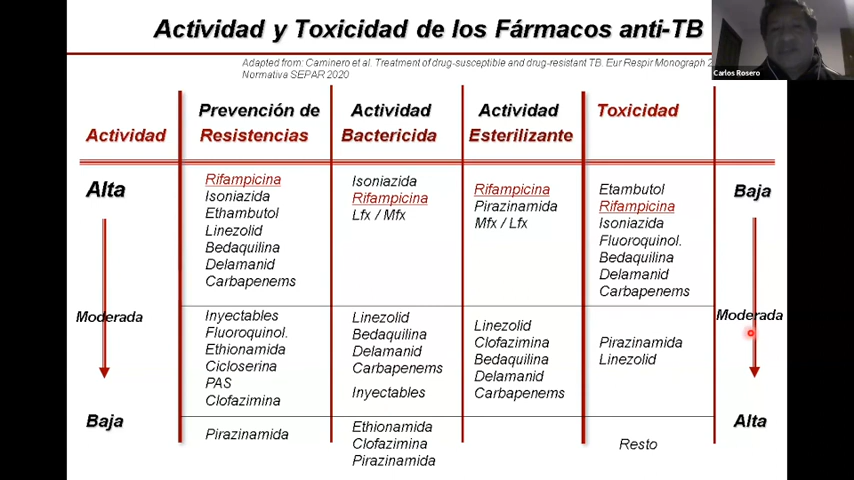 Actividad y Toxicidad de los Fármacos anti-TB
Adapted from: Caminero et al. Treatment of drug-susceptible and drug-resistant TB. Eur Respir Monograph 2
Normativa SEPAR 2020
Carlos Rosero
Actividad
Prevención de
Resistencias
Actividad
Bactericida
Actividad
Esterilizante
Toxicidad
Alta
Rifampicina
Isoniazida
Ethambutol
Linezolid
Bedaquilina
Delamanid
Carbapenems
Isoniazida
Rifampicina
Lfx / Mfx
Rifampicina
Pirazinamida
Mfx / Lfx
Etambutol
Rifampicina
Isoniazida
Fluoroquinol.
Bedaquilina
Delamanid
Carbapenems
Baja
Moderada
Inyectables
Fluoroquinol.
Ethionamida
Cicloserina
PAS
Clofazimina
Linezolid
Bedaquilina
Delamanid
Carbapenems
Inyectables
Linezolid
Clofazimina
Bedaquilina
Delamanid
Carbapenems
Pirazinamida
Linezolid
Moderada
Baja
Pirazinamida
Ethionamida
Clofazimina
Pirazinamida
Resto
Alta